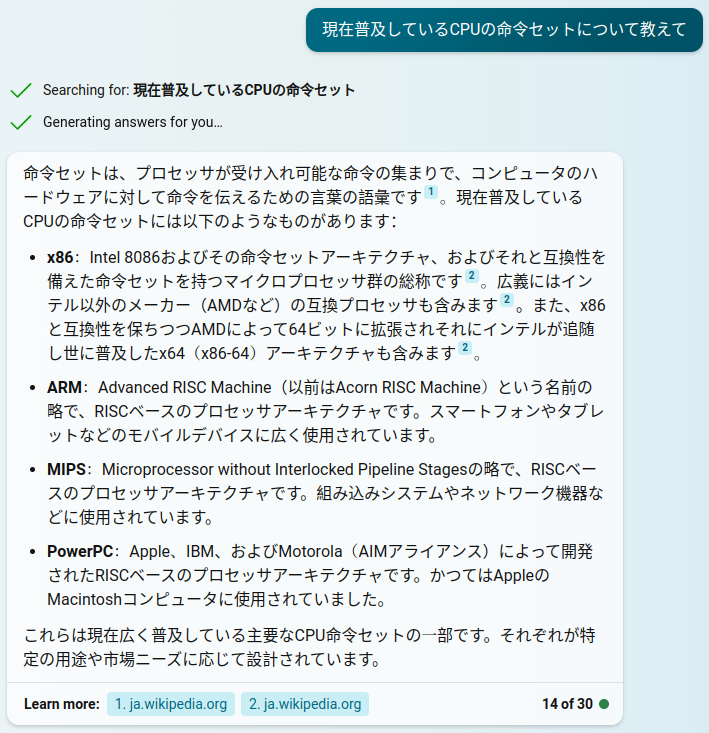 現在普及しているCPUの命令セットについて教えて
Searching for: 現在普及しているCPUの命令セット
Generating answers for you…
命令セットは、プロセッサが受け入れ可能な命令の集まりで、コンピュータのハ
ードウェアに対して命令を伝えるための言葉の語彙です 1 。現在普及している
CPUの命令セットには以下のようなものがあります：
• x86：Intel 8086およびその命令セットアーキテクチャ、およびそれと互換性を
備えた命令セットを持つマイクロプロセッサ群の総称です 2 。広義にはイン
テル以外のメーカー（AMDなど）の互換プロセッサも含みます 2 。また、x86
と互換性を保ちつつAMDによって64ビットに拡張されそれにインテルが追随
し世に普及したx64（x86-64）アーキテクチャも含みます 2 。
• ARM：Advanced RISC Machine（以前はAcorn RISC Machine）という名前の
略で、RISCベースのプロセッサアーキテクチャです。スマートフォンやタブレ
ットなどのモバイルデバイスに広く使用されています。
• MIPS：Microprocessor without Interlocked Pipeline Stagesの略で、RISCベー
スのプロセッサアーキテクチャです。組み込みシステムやネットワーク機器な
どに使用されています。
• PowerPC：Apple、IBM、およびMotorola（AIMアライアンス）によって開発
されたRISCベースのプロセッサアーキテクチャです。かつてはAppleの
Macintoshコンピュータに使用されていました。
これらは現在広く普及している主要なCPU命令セットの一部です。それぞれが特
定の用途や市場ニーズに応じて設計されています。
Learn more: 1. ja.wikipedia.org 2. ja.wikipedia.org 14 of 30